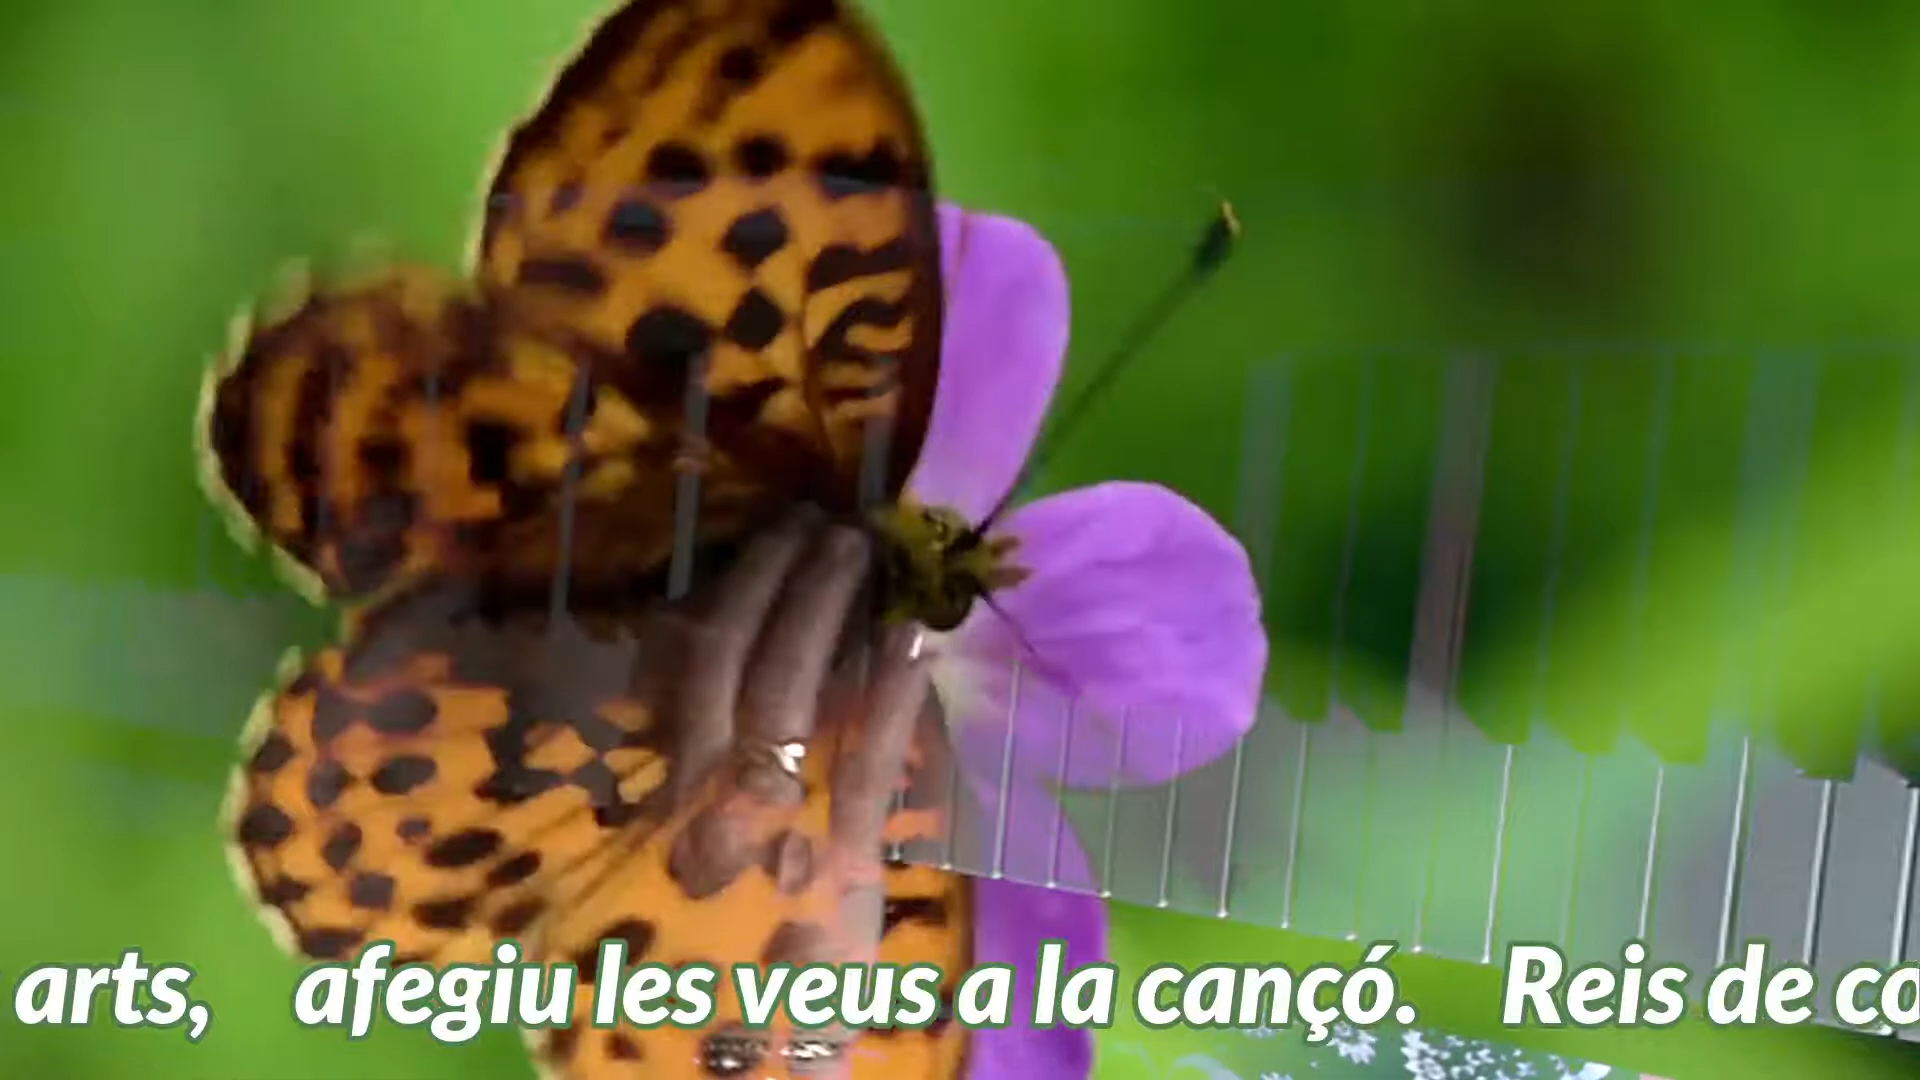 arts, afegiu les veus a la cançó. Reis de